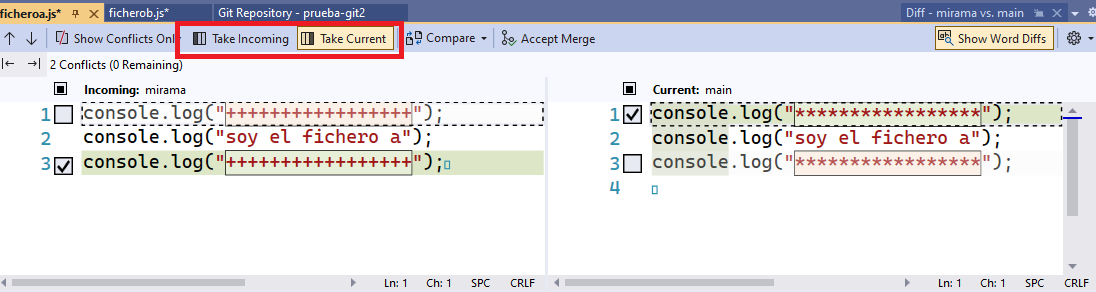 ficheroa.js* ficherob.js* Git Repository - prueba-git2 Diff - mirama vs. main
Show Conflicts Only Take Incoming Take Current Compare Accept Merge Show Word Diffs
2 Conflicts (0 Remaining)
Incoming: mirama
1 console.log("+++++++++++++++++");
2 console.log("soy el fichero a");
3 console.log("+++++++++++++++++");
Ln: 1 Ch: 1 SPC CRLF
Current: main
1 console.log("*****************");
2 console.log("soy el fichero a");
3 console.log("*****************");
4
Ln: 1 Ch: 1 SPC CRLF